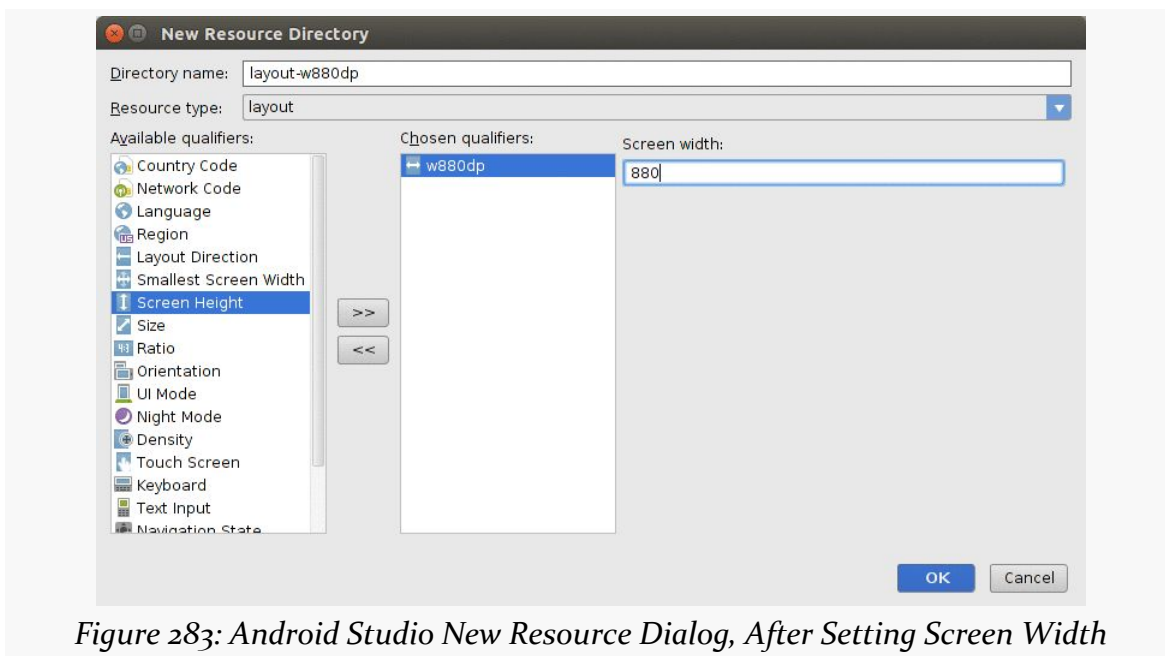 New Resource Directory
Directory name: layout-w880dp
Resource type: layout
Available qualifiers:
Country Code
Network Code
Language
Region
Layout Direction
Smallest Screen Width
Screen Height
Size
Ratio
Orientation
UI Mode
Night Mode
Density
Touch Screen
Keyboard
Text Input
Navigation State
>>
<<
Chosen qualifiers:
w880dp
Screen width:
880
OK
Cancel
Figure 283: Android Studio New Resource Dialog, After Setting Screen Width